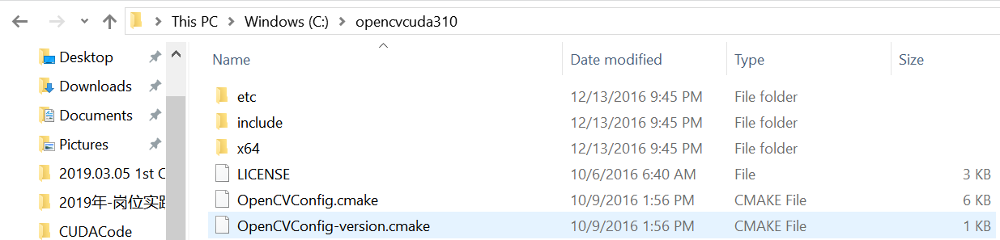 This PC > Windows (C:) > opencvcuda310
Desktop
Downloads
Documents
Pictures
2019.03.05 1st C
2019年-岗位实践
CUDACode
Name Date modified Type Size
etc 12/13/2016 9:45 PM File folder
include 12/13/2016 9:45 PM File folder
x64 12/13/2016 9:45 PM File folder
LICENSE 10/6/2016 6:40 AM File 3 KB
OpenCVConfig.cmake 10/9/2016 1:56 PM CMAKE File 6 KB
OpenCVConfig-version.cmake 10/9/2016 1:56 PM CMAKE File 1 KB